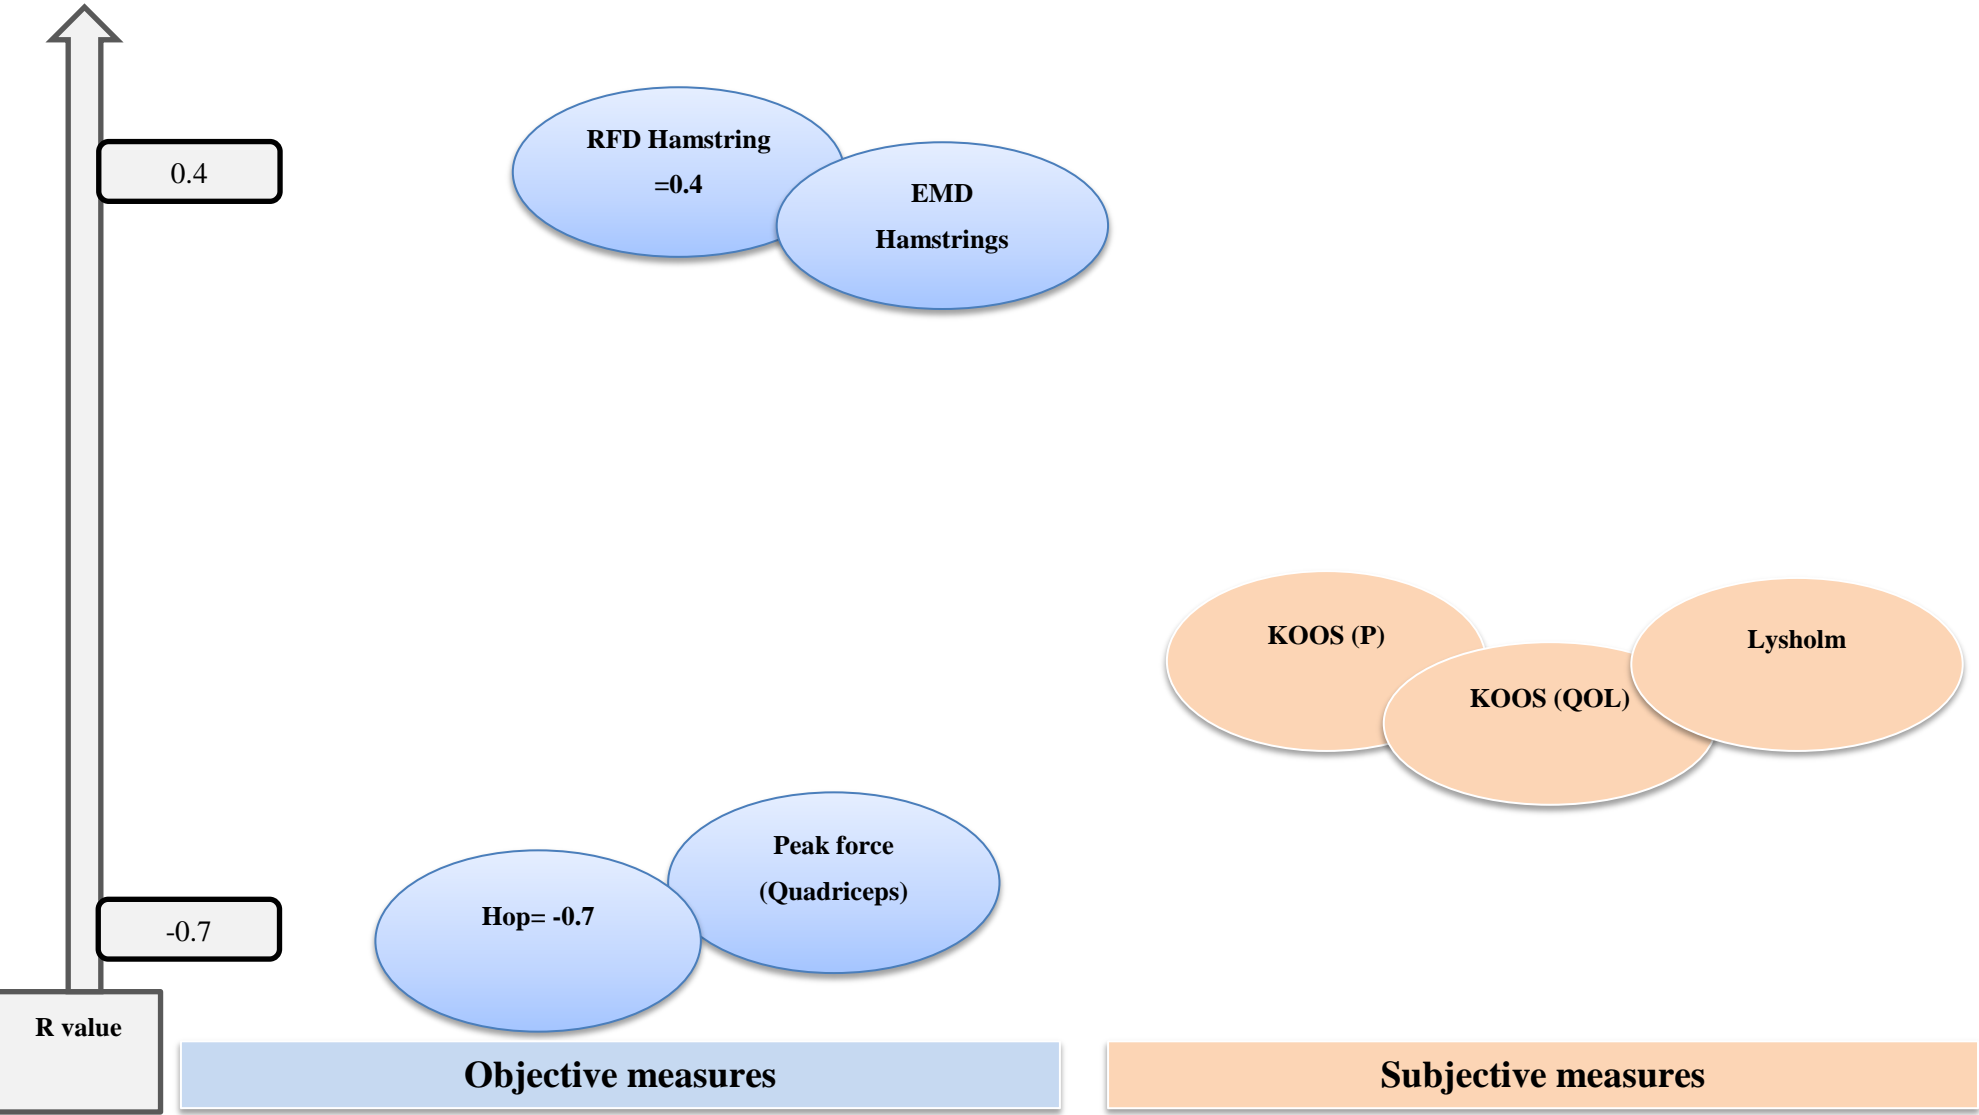 RFD Hamstring
=0.4
0.4
EMD
Hamstrings
KOOS (P)
Lysholm
KOOS (QOL)
Peak force
(Quadriceps)
Hop= -0.7
-0.7
R value
Objective measures
Subjective measures